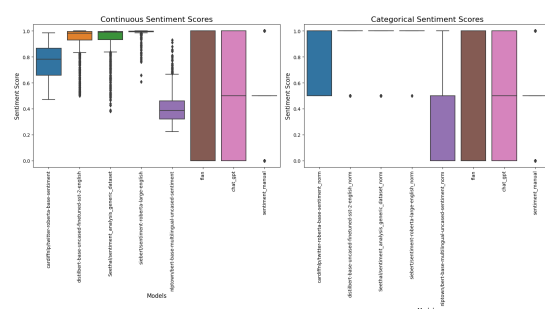 Continuous Sentiment Scores
Sentiment Score
1.0
0.8
0.6
0.4
0.2
0.0
cardiffnlp/twitter-roberta-base-sentiment
distilbert-base-uncased-finetuned-sst-2-english
Seethal/sentiment_analysis_generic_dataset
siebert/sentiment-roberta-large-english
nlptown/bert-base-multilingual-uncased-sentiment
flan
chat_gpt
sentiment_manual
Models
Categorical Sentiment Scores
Sentiment Score
1.0
0.8
0.6
0.4
0.2
0.0
cardiffnlp/twitter-roberta-base-sentiment_norm
distilbert-base-uncased-finetuned-sst-2-english_norm
Seethal/sentiment_analysis_generic_dataset_norm
siebert/sentiment-roberta-large-english_norm
nlptown/bert-base-multilingual-uncased-sentiment_norm
flan
chat_gpt
sentiment_manual